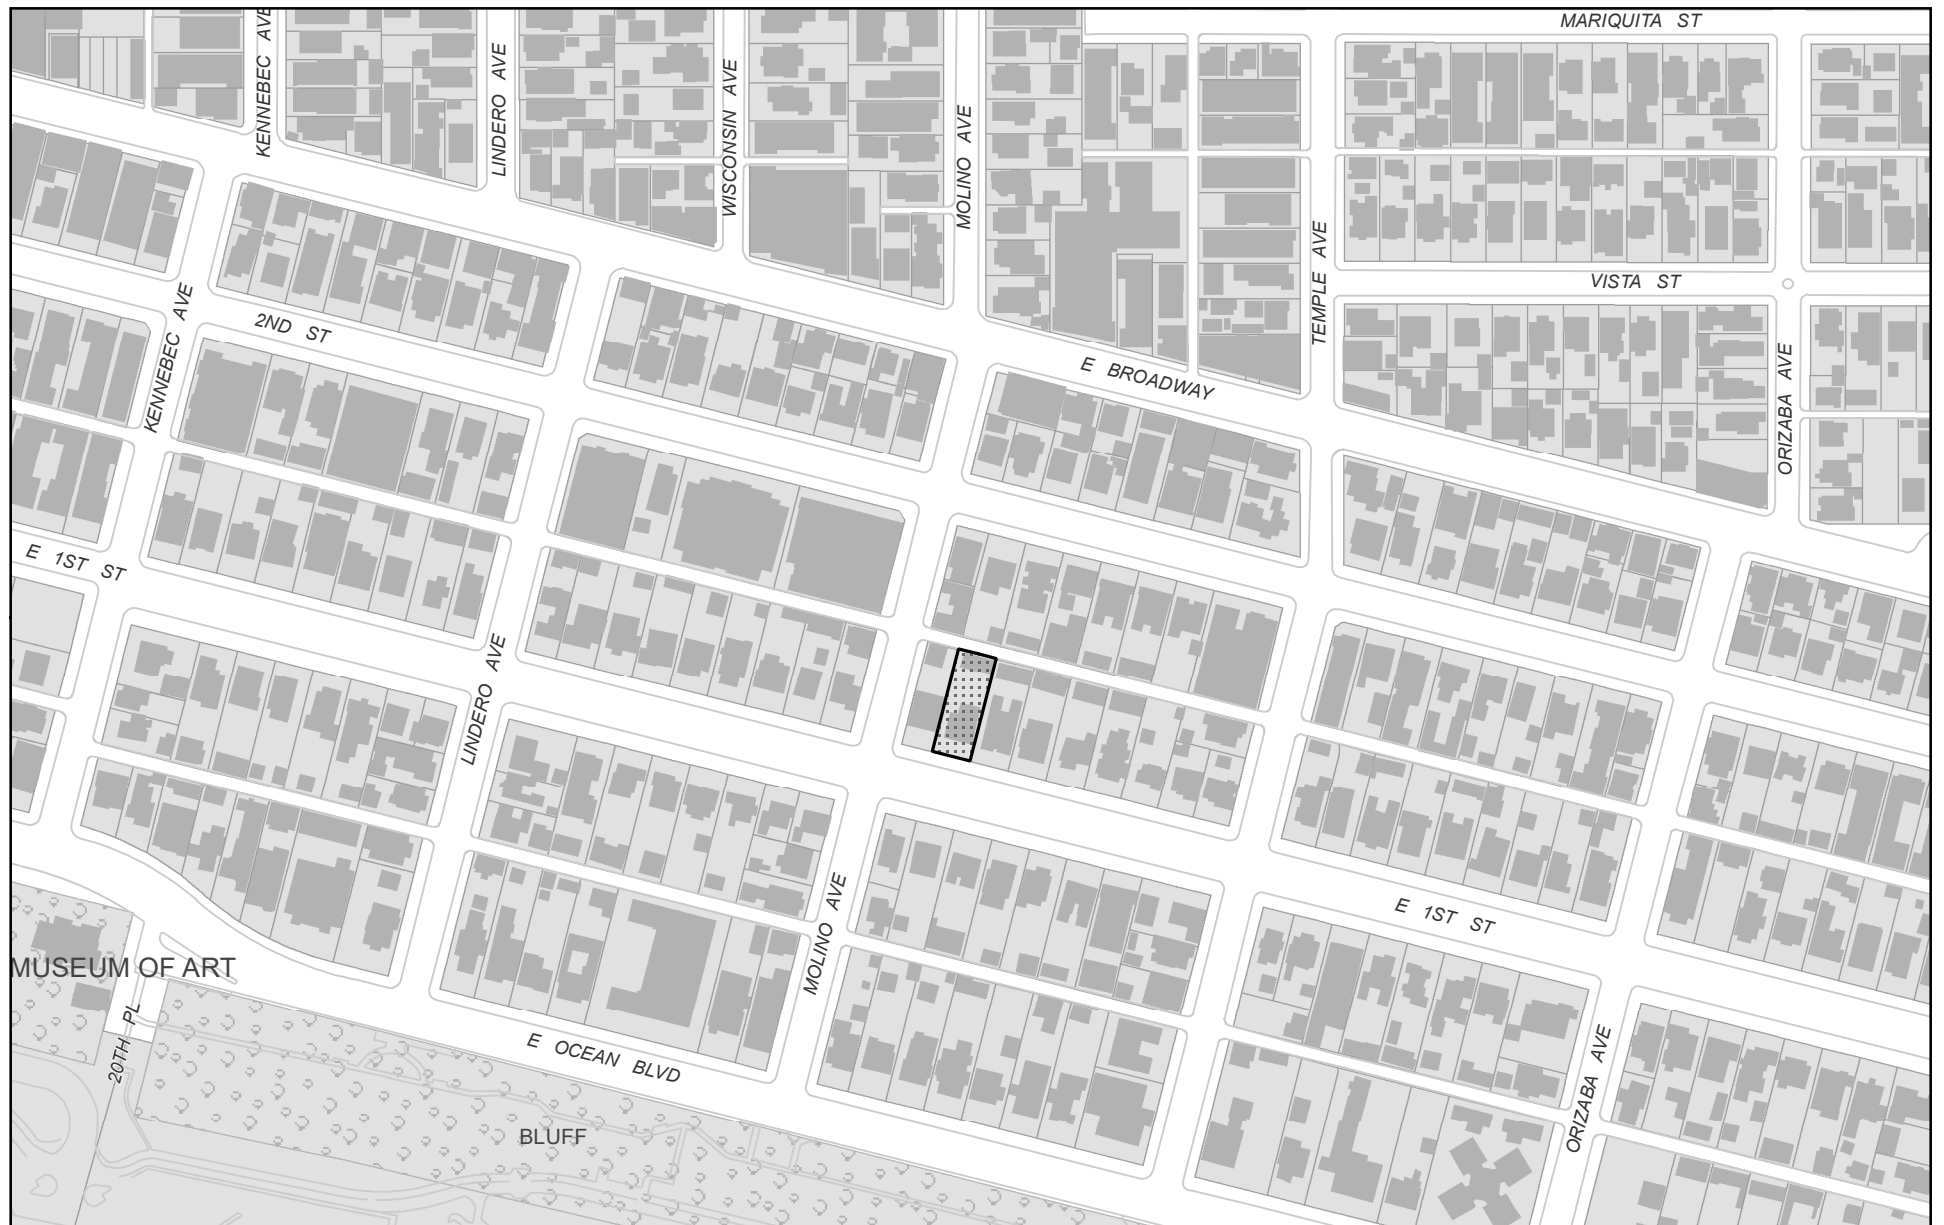 MARIQUITA ST
KENNEBEC AVE
LINDERO AVE
WISCONSIN AVE
MOLINO AVE
TEMPLE AVE
VISTA ST
ORIZABA AVE
KENNEBEC AVE
2ND ST
E BROADWAY
E 1ST ST
LINDERO AVE
MOLINO AVE
E 1ST ST
MUSEUM OF ART
20TH PL
E OCEAN BLVD
ORIZABA AVE
BLUFF